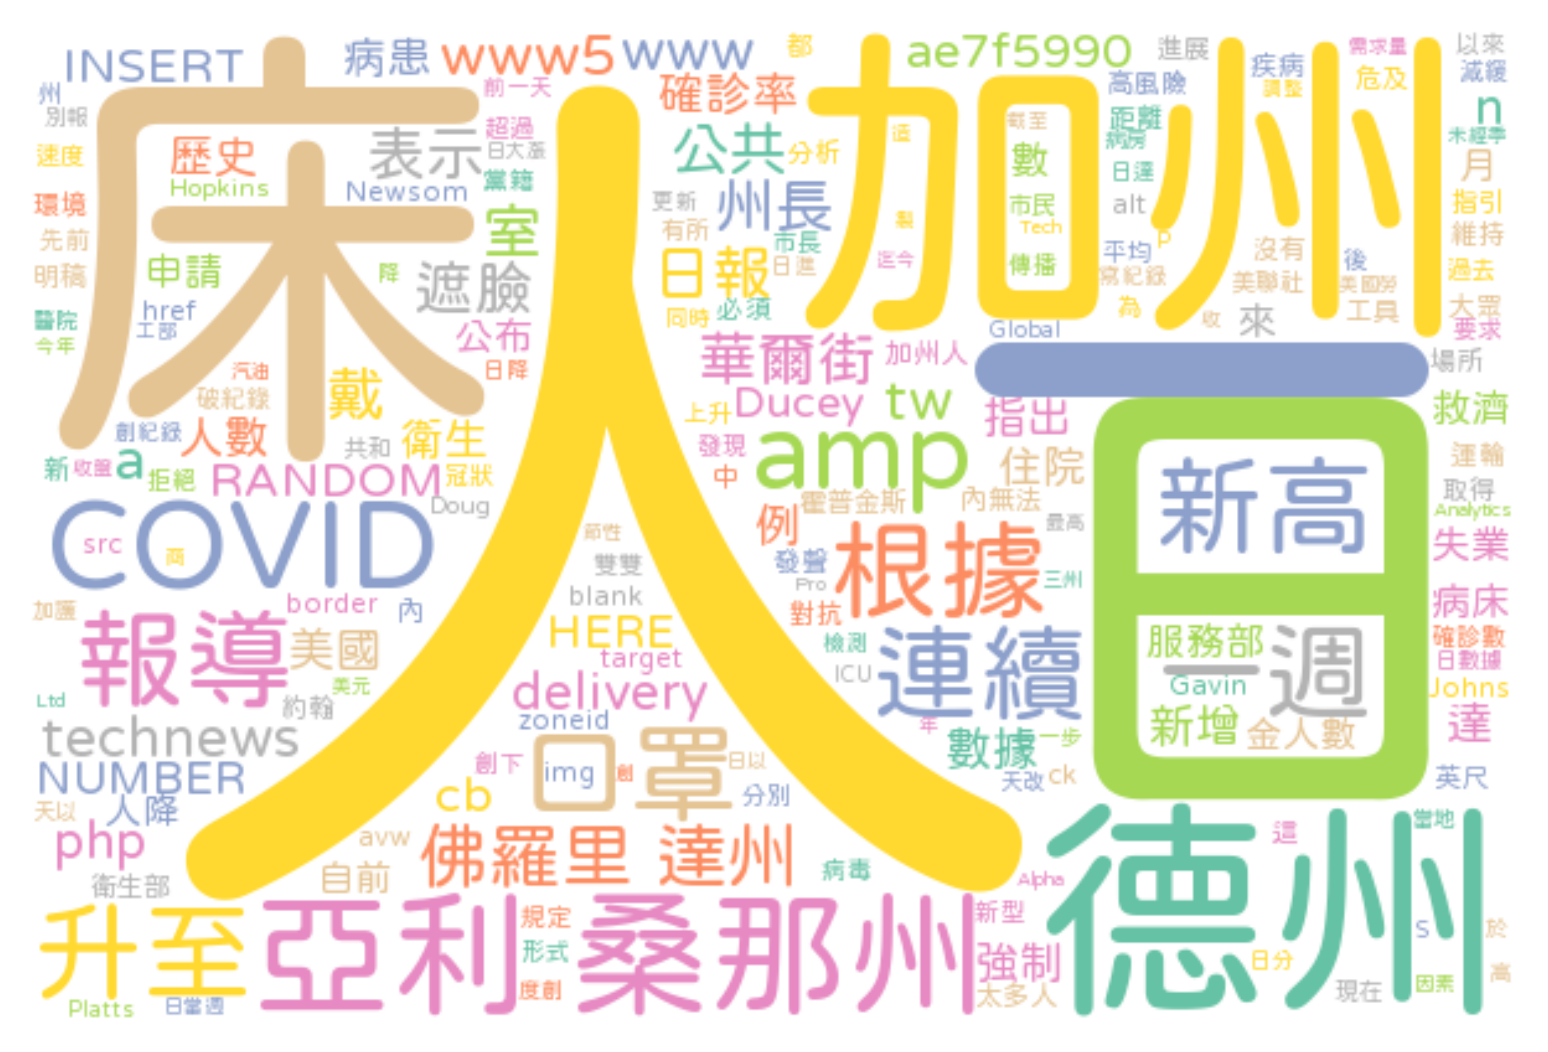 INSERT
病患
www5
www
都
ae7f5990
進展
需求量
以來
州
前一天
確診率
高風險
疾病
調整
危及
減緩
別報
床
人
加州
n
速度
歷史
表示
超過
日大漲
公共
分析
造
截至
數
距離
病房
未經季
月
Hopkins
Newsom
黨籍
日達
環境
室
更新
州長
市民
alt
指引
先前
有所
市長
製
Tech
平均
P
沒有
後
維持
明稿
申請
降
遮臉
日報
日進
迄今
傳播
寫紀錄
美聯社
美國勞
過去
href
同時
必須
為
收
來
工具
大眾
醫院
工部
公布
Global
要求
今年
汽油
日降
華爾街
加州人
一
場所
破紀錄
戴
上升
Ducey
tw
指出
日
救濟
創紀錄
人數
共和
衛生
發現
amp
新
收盤
a
拒絕
RANDOM
冠狀
中
住院
新高
運輸
COVID
Doug
霍普金斯
內無法
取得
src
商
節性
例
根據
最高
Analytics
雙雙
發聲
失業
Pro
三州
加護
border
內
blank
對抗
病床
報導
美國
HERE
檢測
連續
服務部
一週
確診數
target
ICU
日數據
Ltd
美元
delivery
Gavin
Johns
約翰
zoneid
年
新增
金人數
達
technews
創下
口罩
img
創
日以
數據
一步
NUMBER
cb
分別
天改
ck
英尺
天以
人降
德州
php
avw
佛羅里達州
這
當地
衛生部
自前
病毒
Alpha
升至
亞利桑那州
規定
新型
S
於
形式
強制
日分
高
Platts
日當週
度創
太多人
現在
因素